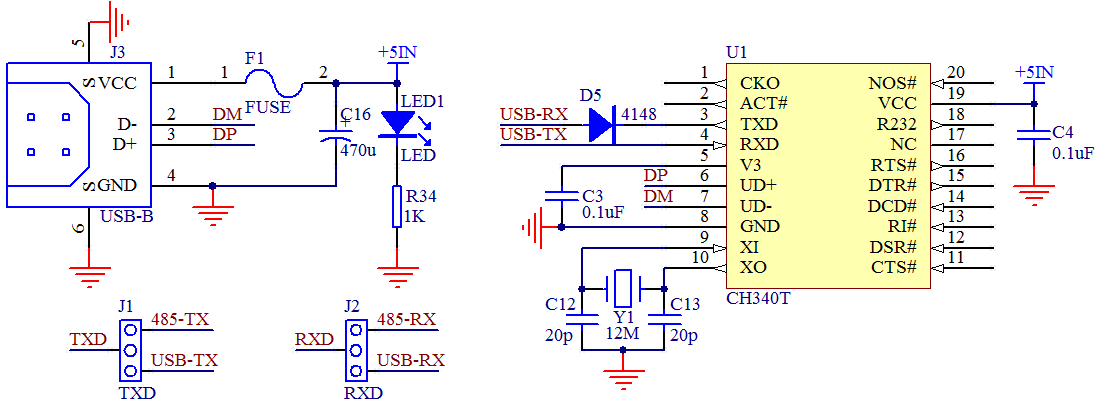 5
J3
VCC
S
1
1
F1
2
FUSE
+5IN
D-
2
DM
D+
3
DP
C16
+
470u
LED1
LED
S
GND
4
USB-B
6
R34
1K
J1
485-TX
TXD
USB-TX
TXD
J2
485-RX
RXD
USB-RX
RXD
U1
1
CKO
2
ACT#
3
TXD
4
RXD
5
V3
6
UD+
7
UD-
8
GND
9
XI
10
XO
NOS#
20
VCC
19
R232
18
NC
17
RTS#
16
DTR#
15
DCD#
14
RI#
13
DSR#
12
CTS#
11
CH340T
D5
USB-RX
4148
USB-TX
DP
DM
C3
0.1uF
C12
20p
Y1
12M
C13
20p
+5IN
C4
0.1uF